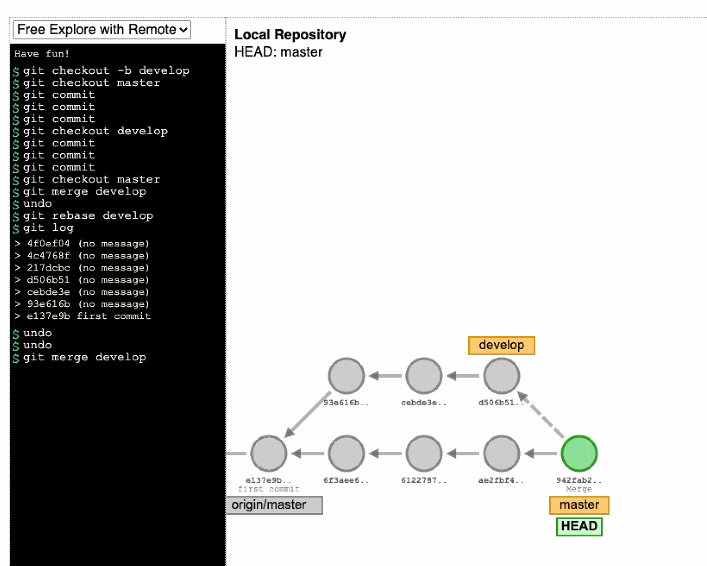 Free Explore with Remote
Local Repository
HEAD: master
Have fun!
$ git checkout -b develop
$ git checkout master
$ git commit
$ git commit
$ git commit
$ git checkout develop
$ git commit
$ git commit
$ git commit
$ git checkout master
$ git merge develop
$ undo
$ git rebase develop
$ git log
> 4f0ef04 (no message)
> 4c4768f (no message)
> 217dcbc (no message)
> d506b51 (no message)
> cebde3e (no message)
> 93e616b (no message)
> e137e9b first commit
$ undo
$ undo
$ git merge develop
develop
93e616b.. cebde3e.. d506b51..
e137e9b.. 6f3aee6.. 6122787.. ae2fbf4.. 942fab2..
first commit Merge
origin/master master
HEAD